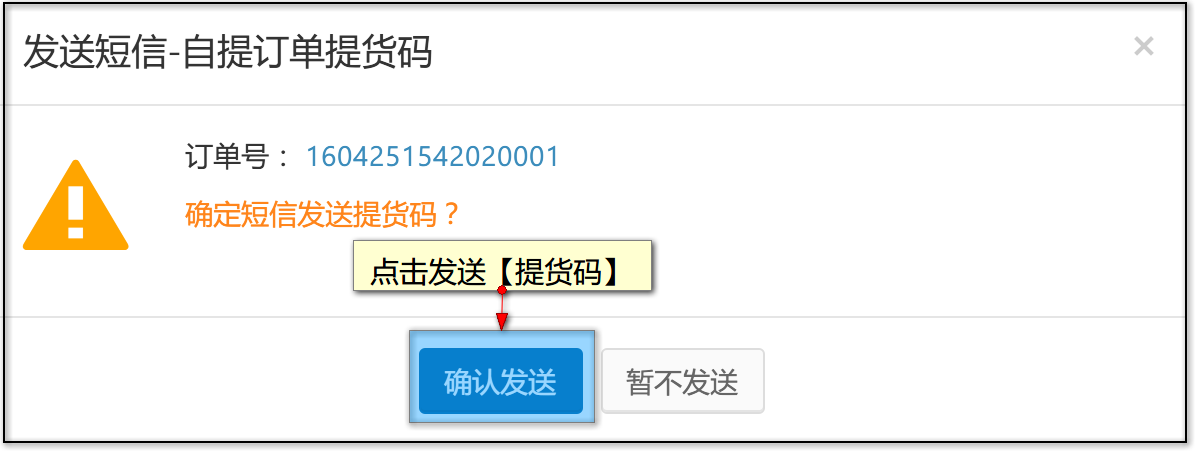 发送短信-自提订单提货码
×
订单号： 1604251542020001
确定短信发送提货码？
点击发送【提货码】
确认发送 暂不发送